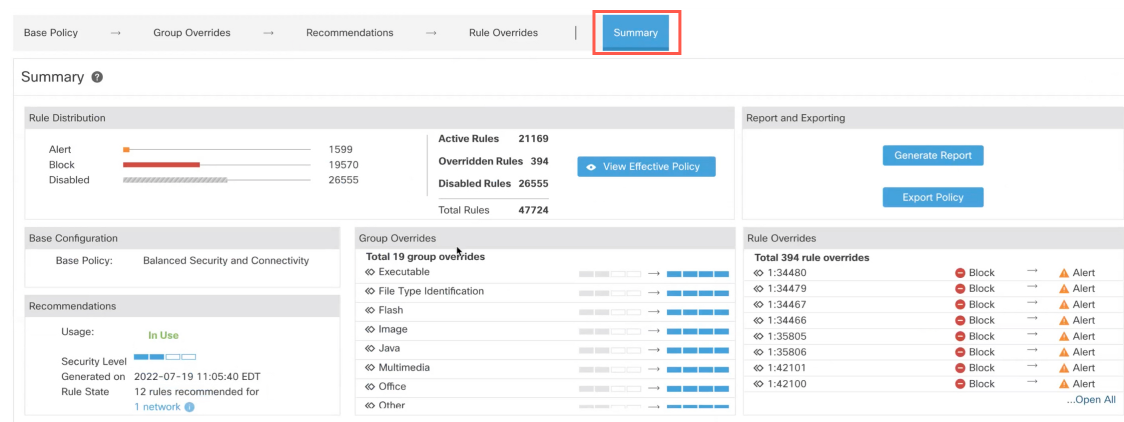 Base Policy → Group Overrides → Recommendations → Rule Overrides | Summary
Summary ?
Rule Distribution
Alert 1599
Block 19570
Disabled 26555
Active Rules 21169
Overridden Rules 394
Disabled Rules 26555
Total Rules 47724
View Effective Policy
Report and Exporting
Generate Report
Export Policy
Base Configuration
Base Policy: Balanced Security and Connectivity
Recommendations
Usage: In Use
Security Level
Generated on 2022-07-19 11:05:40 EDT
Rule State 12 rules recommended for
1 network i
Group Overrides
Total 19 group overrides
Executable →
File Type Identification →
Flash →
Image →
Java →
Multimedia →
Office →
Other →
Rule Overrides
Total 394 rule overrides
1:34480 Block → Alert
1:34479 Block → Alert
1:34467 Block → Alert
1:34466 Block → Alert
1:35805 Block → Alert
1:35806 Block → Alert
1:42101 Block → Alert
1:42100 Block → Alert
...Open All